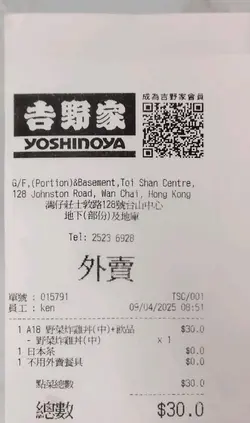 成為吉野家會員
吉野家
YOSHINOYA
G/F,(Portion)&Basement,Toi Shan Centre,
128 Johnston Road, Wan Chai, Hong Kong
灣仔莊士敦路128號台山中心
地下(部份)及地庫
Tel: 2523 6928
外賣
單號 : 015791
TSC/001
員工 : ken
09/04/2025 08:51
1 A18 野菜炸雞丼(中)+飲品 $30.0
- 野菜炸雞丼(中) x 1
1 日本茶 $0.0
1 不用外賣餐具 $0.0
點菜總數 $30.0
總數 $30.0